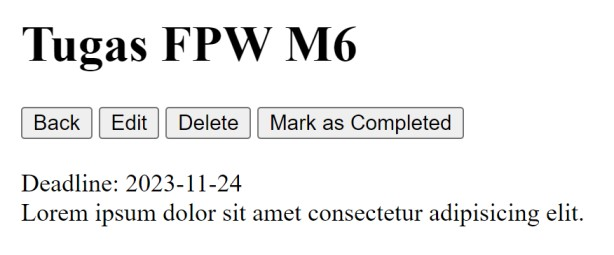 Tugas FPW M6
Back Edit Delete Mark as Completed
Deadline: 2023-11-24
Lorem ipsum dolor sit amet consectetur adipisicing elit.